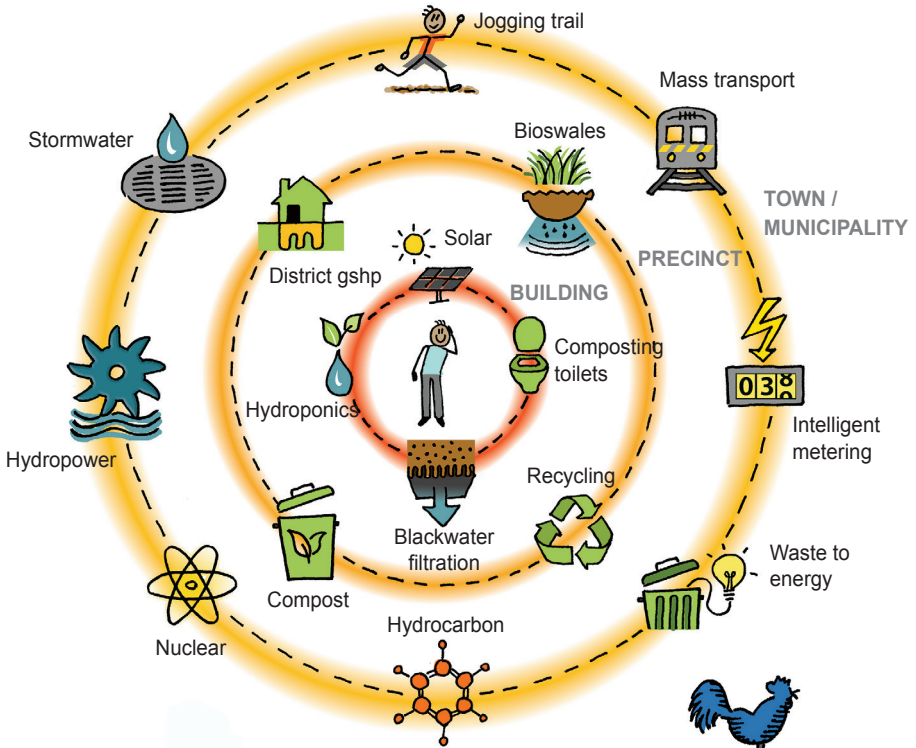 Jogging trail
Mass transport
Stormwater
Bioswales
TOWN /
MUNICIPALITY
Solar
PRECINCT
District gshp
BUILDING
Composting
toilets
Hydroponics
03
Intelligent
metering
Hydropower
Recycling
Blackwater
filtration
Waste to
energy
Compost
Hydrocarbon
Nuclear